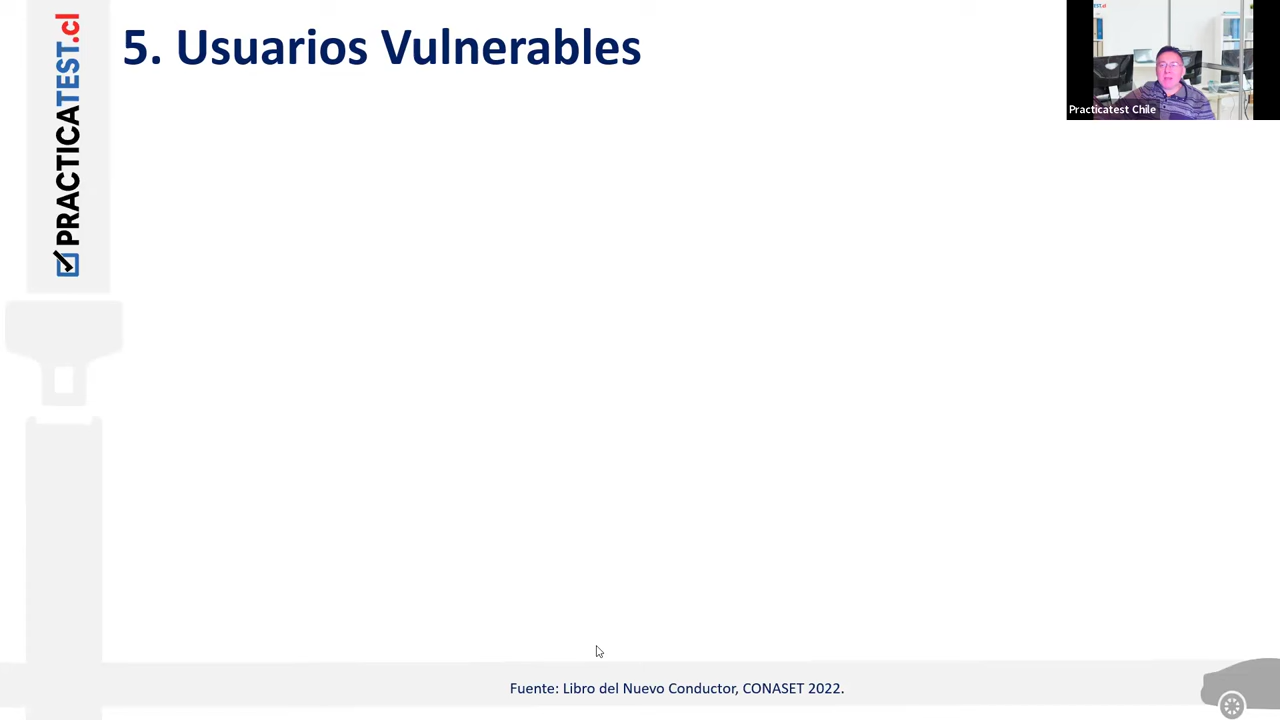 PRACTICATEST.cl
5. Usuarios Vulnerables
Practicatest Chile
Fuente: Libro del Nuevo Conductor, CONASET 2022.